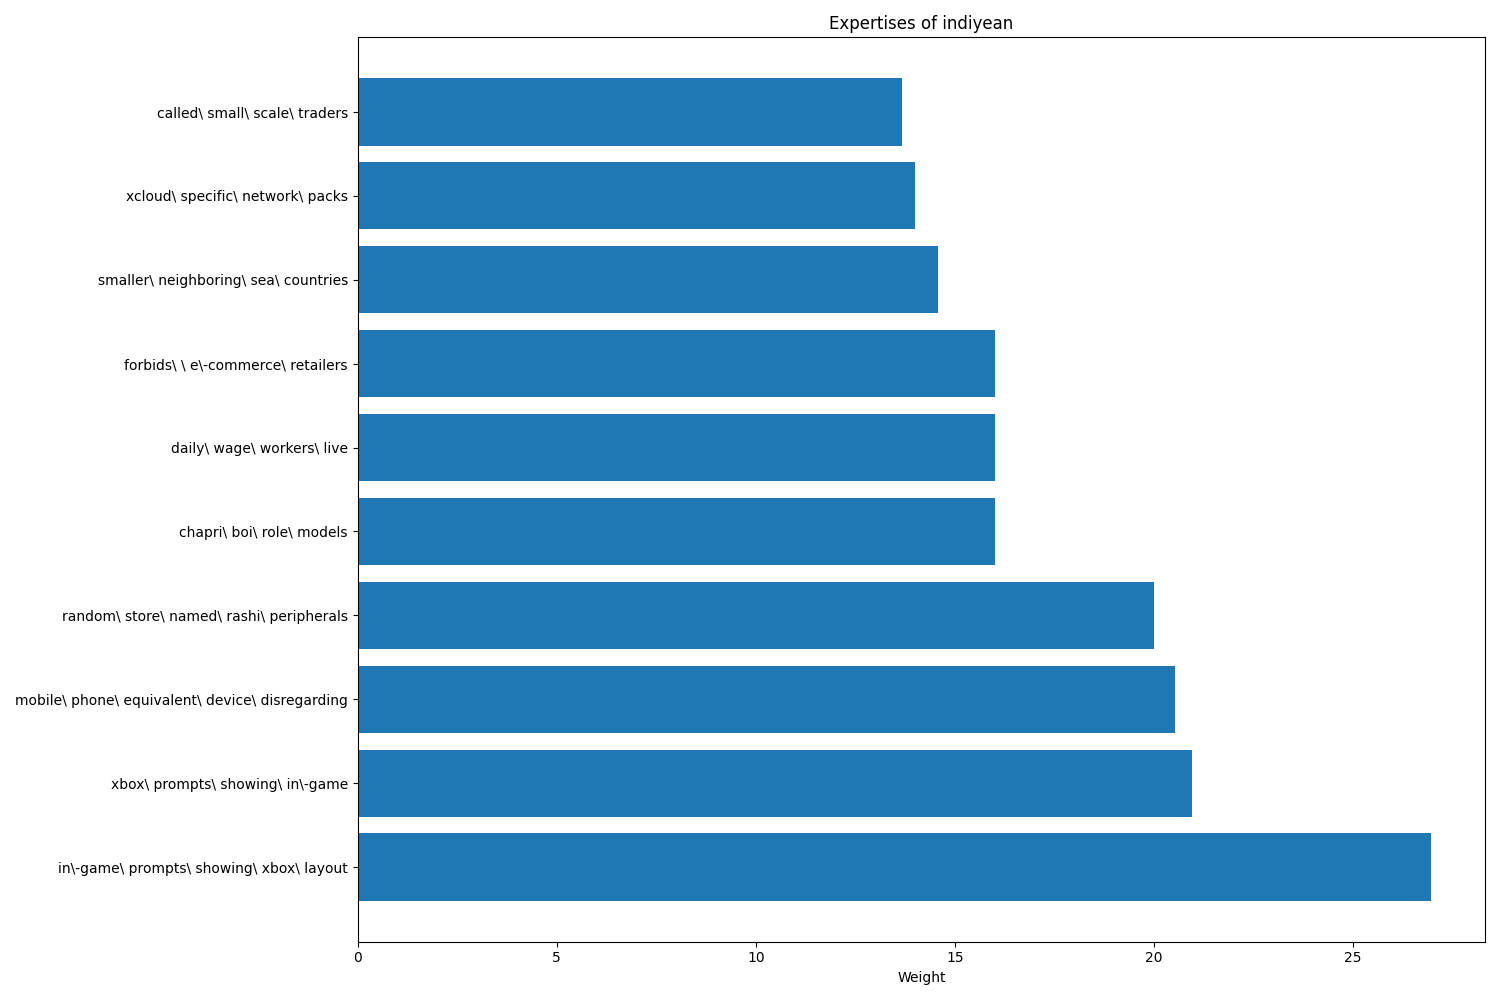 Expertises of indiyean
called\ small\ scale\ traders
xcloud\ specific\ network\ packs
smaller\ neighboring\ sea\ countries
forbids\ \ e\-commerce\ retailers
daily\ wage\ workers\ live
chapri\ boi\ role\ models
random\ store\ named\ rashi\ peripherals
mobile\ phone\ equivalent\ device\ disregarding
xbox\ prompts\ showing\ in\-game
in\-game\ prompts\ showing\ xbox\ layout
0 5 10 15 20 25
Weight